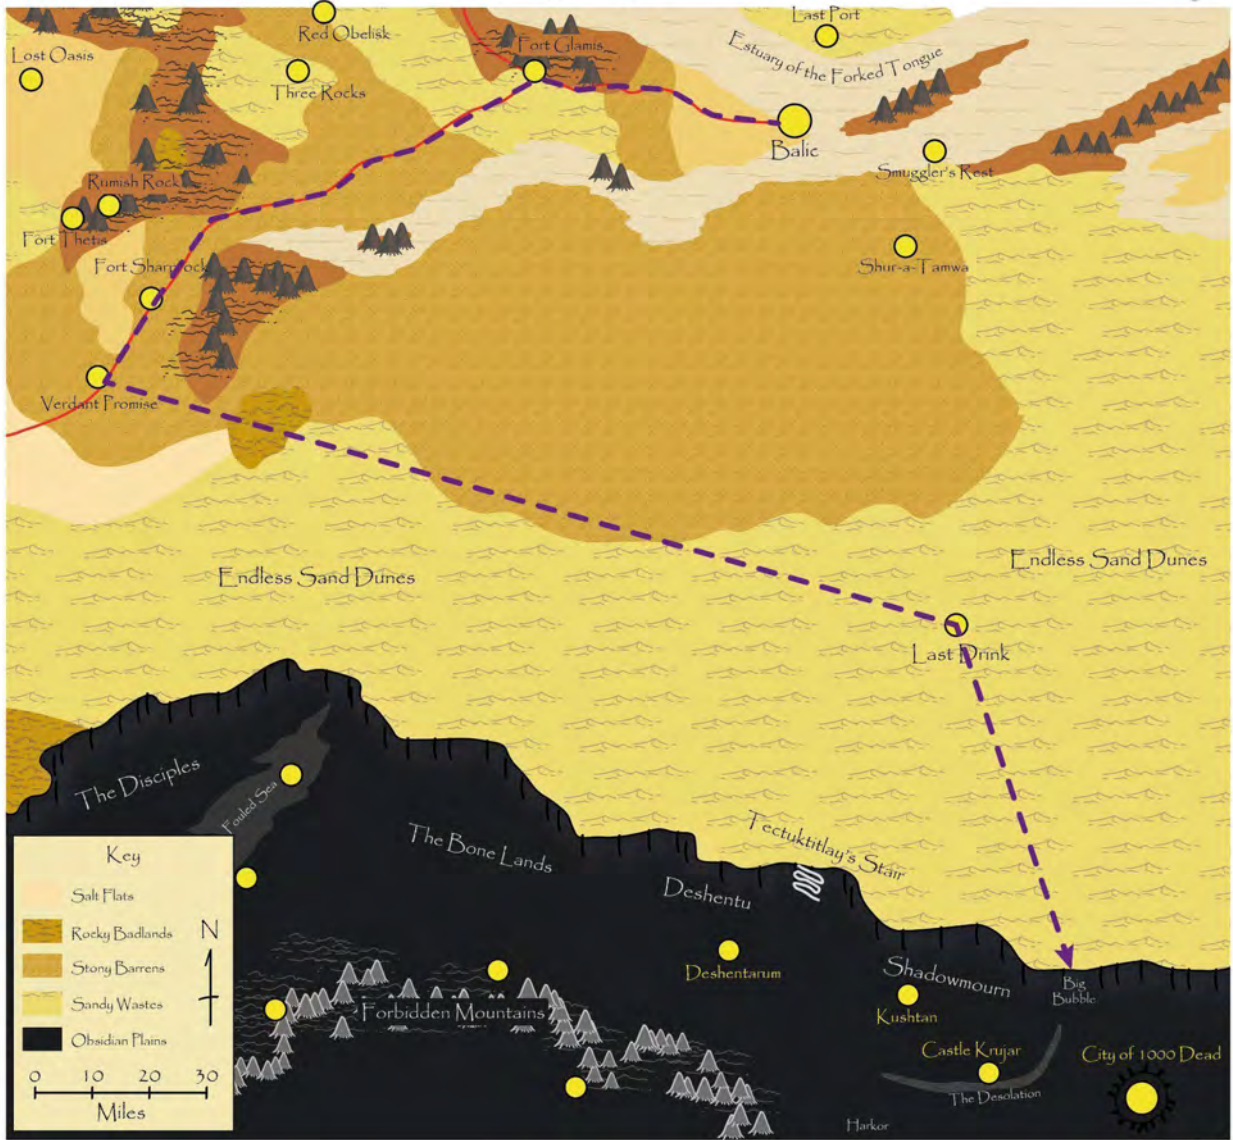 Last Port
Red Obelisk
Lost Oasis
Fort Glamis
Estuary of the Forked Tongue
Three Rocks
Balic
Smuggler's Rest
Rumish Rock
Fort Thetis
Fort Sharprock
Shur-a-Tamwa
Verdant Promise
Endless Sand Dunes
Endless Sand Dunes
Last Drink
The Disciples
Fouled Sea
The Bone Lands
Tectuktitlay's Stair
Deshentu
Deshentarum
Shadowmourn
Big
Bubble
Kushtan
Forbidden Mountains
Castle Krujar
City of 1000 Dead
The Desolation
Harkor
Key
Salt Flats
Rocky Badlands
N
Stony Barrens
Sandy Wastes
Obsidian Plains
0 10 20 30
Miles